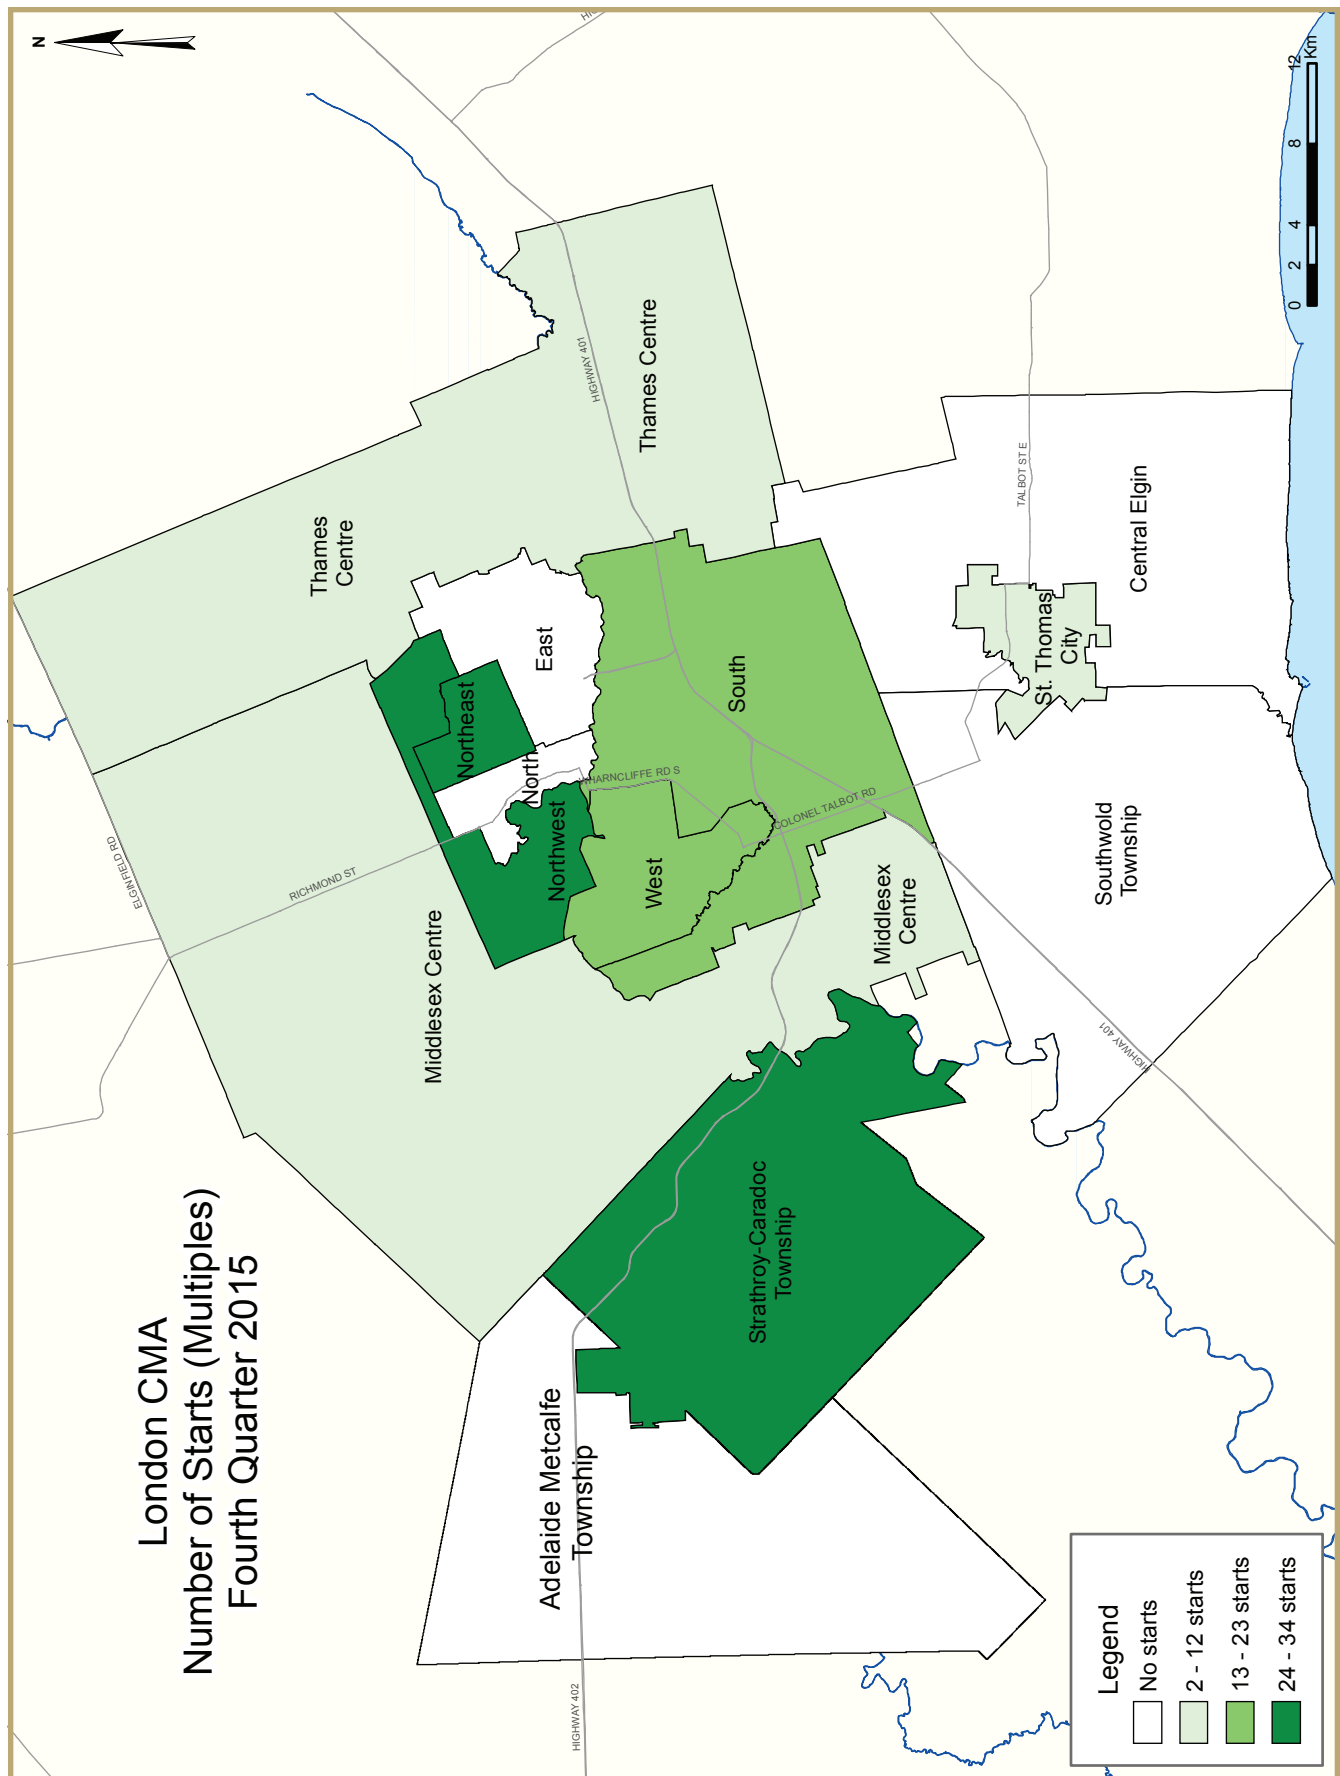 London CMA
Number of Starts (Multiples)
Fourth Quarter 2015
N
ELGINFIELD RD
RICHMOND ST
Thames
Centre
Middlesex Centre
Northeast
East
North
Northwest
HIGHWAY 401
Thames Centre
WHARNCLIFFE RD S
West
South
COLONEL TALBOT RD
Middlesex
Centre
Adelaide Metcalfe
Township
HIGHWAY 402
Strathroy-Caradoc
Township
TALBOT ST E
St. Thomas
City
Central Elgin
Southwold
Township
HIGHWAY 401
Legend
No starts
2 - 12 starts
13 - 23 starts
24 - 34 starts
0 2 4 8 12
Km